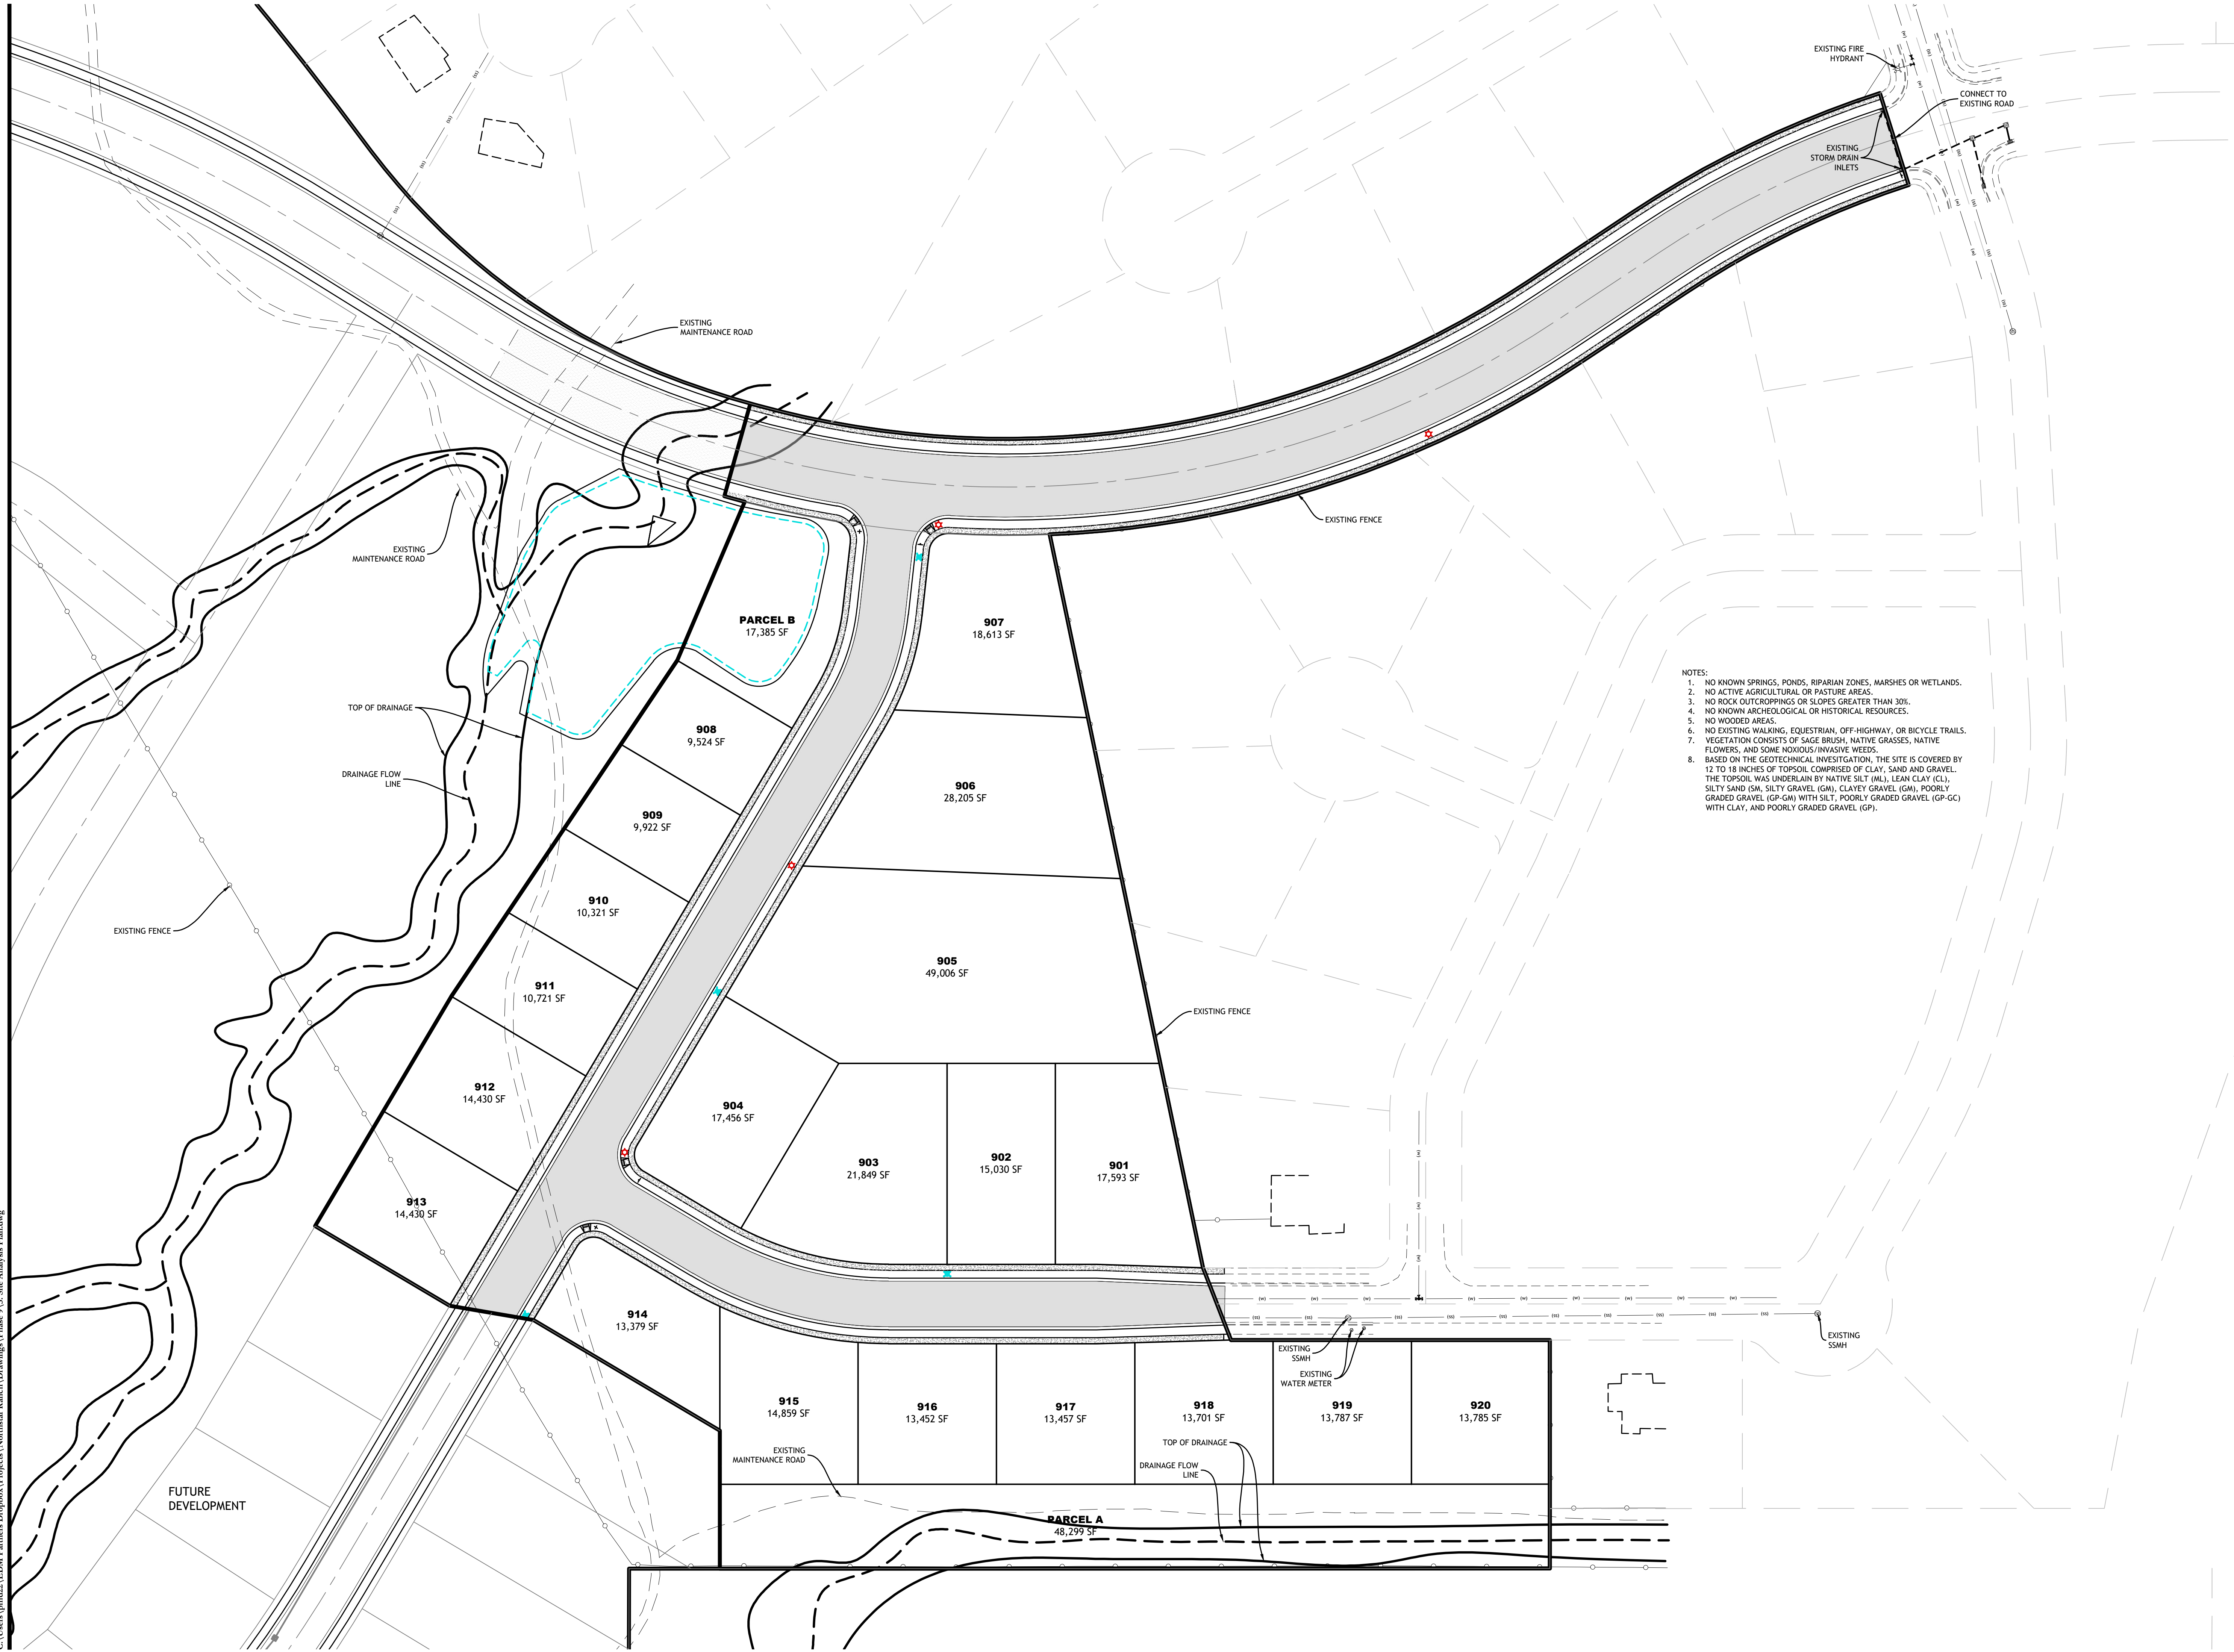 EXISTING FIRE
HYDRANT
CONNECT TO
EXISTING ROAD
EXISTING
STORM DRAIN
INLETS
EXISTING
MAINTENANCE ROAD
EXISTING FENCE
EXISTING
MAINTENANCE ROAD
PARCEL B
17,385 SF
907
18,613 SF
NOTES:
1. NO KNOWN SPRINGS, PONDS, RIPARIAN ZONES, MARSHES OR WETLANDS.
2. NO ACTIVE AGRICULTURAL OR PASTURE AREAS.
3. NO ROCK OUTCROPPINGS OR SLOPES GREATER THAN 30%.
4. NO KNOWN ARCHEOLOGICAL OR HISTORICAL RESOURCES.
5. NO WOODED AREAS.
6. NO EXISTING WALKING, EQUESTRIAN, OFF-HIGHWAY, OR BICYCLE TRAILS.
7. VEGETATION CONSISTS OF SAGE BRUSH, NATIVE GRASSES, NATIVE
FLOWERS, AND SOME NOXIOUS/INVASIVE WEEDS.
8. BASED ON THE GEOTECHNICAL INVESITGATION, THE SITE IS COVERED BY
12 TO 18 INCHES OF TOPSOIL COMPRISED OF CLAY, SAND AND GRAVEL.
THE TOPSOIL WAS UNDERLAIN BY NATIVE SILT (ML), LEAN CLAY (CL),
SILTY SAND (SM, SILTY GRAVEL (GM), CLAYEY GRAVEL (GM), POORLY
GRADED GRAVEL (GP-GM) WITH SILT, POORLY GRADED GRAVEL (GP-GC)
WITH CLAY, AND POORLY GRADED GRAVEL (GP).
TOP OF DRAINAGE
908
9,524 SF
DRAINAGE FLOW
LINE
906
28,205 SF
909
9,922 SF
910
10,321 SF
EXISTING FENCE
905
49,006 SF
911
10,721 SF
EXISTING FENCE
912
14,430 SF
904
17,456 SF
903
21,849 SF
902
15,030 SF
901
17,593 SF
913
14,430 SF
914
13,379 SF
EXISTING
SSMH
EXISTING
SSMH
EXISTING
WATER METER
915
14,859 SF
916
13,452 SF
917
13,457 SF
918
13,701 SF
919
13,787 SF
920
13,785 SF
EXISTING
MAINTENANCE ROAD
TOP OF DRAINAGE
DRAINAGE FLOW
LINE
FUTURE
DEVELOPMENT
PARCEL A
48,299 SF